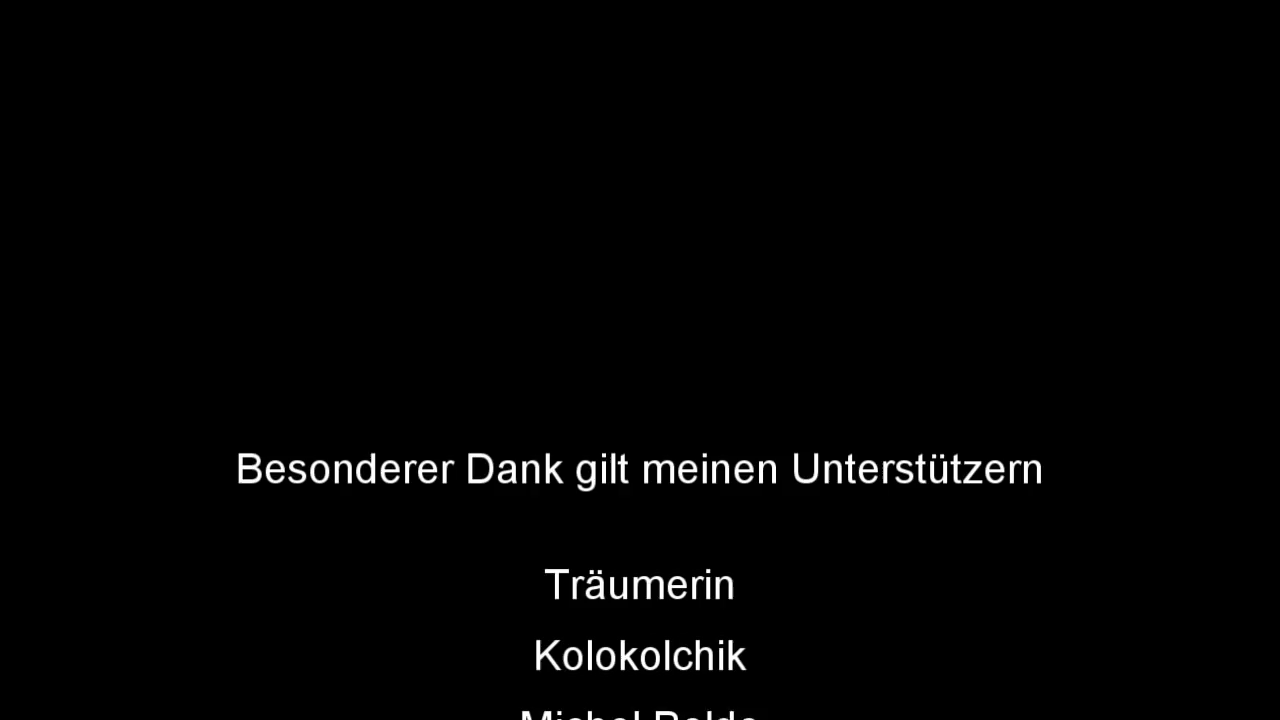 Besonderer Dank gilt meinen Unterstützern
Träumerin
Kolokolchik